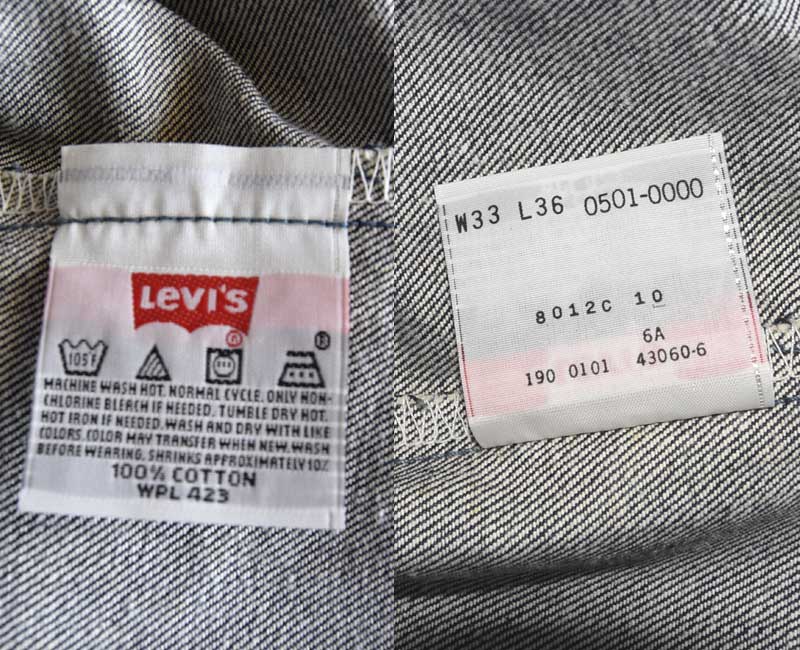 Levi's
®
105°F
®
MACHINE WASH HOT. NORMAL CYCLE. ONLY NON-
CHLORINE BLEACH IF NEEDED. TUMBLE DRY HOT.
HOT IRON IF NEEDED. WASH AND DRY WITH LIKE
COLORS. COLOR MAY TRANSFER WHEN NEW. WASH
BEFORE WEARING. SHRINKS APPROXIMATELY 10%
100% COTTON
WPL 423
W33 L36 0501-0000
8012C 10
6A
190 0101 43060-6